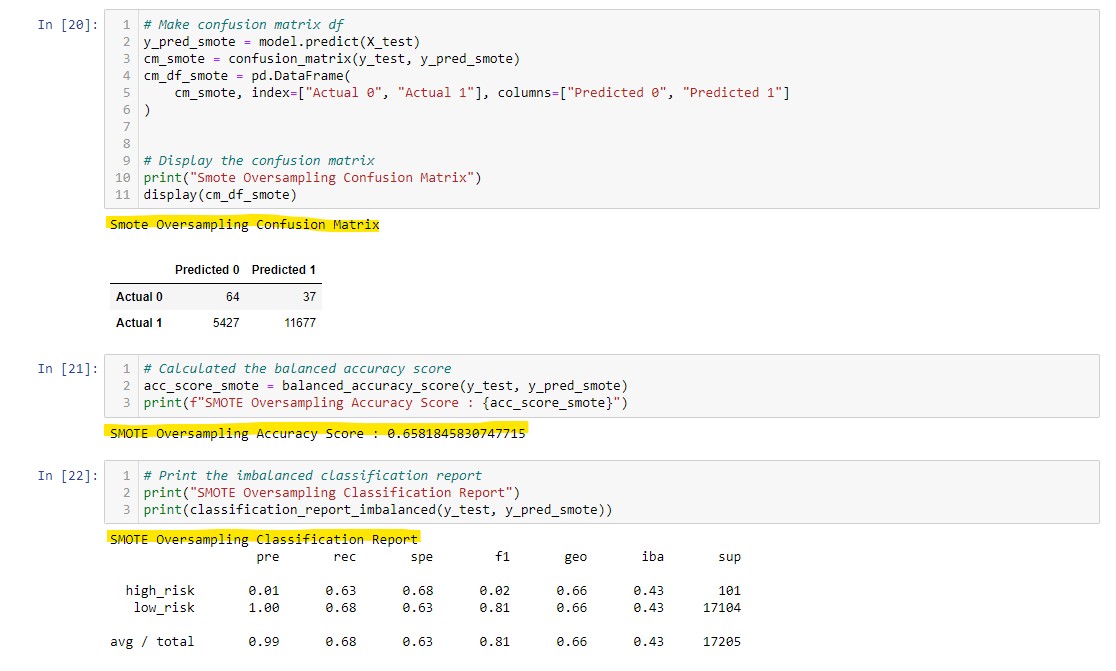 In [20]:
1 # Make confusion matrix df
2 y_pred_smote = model.predict(X_test)
3 cm_smote = confusion_matrix(y_test, y_pred_smote)
4 cm_df_smote = pd.DataFrame(
5     cm_smote, index=["Actual 0", "Actual 1"], columns=["Predicted 0", "Predicted 1"]
6 )
7
8
9 # Display the confusion matrix
10 print("Smote Oversampling Confusion Matrix")
11 display(cm_df_smote)
Smote Oversampling Confusion Matrix
Predicted 0 Predicted 1
Actual 0 64 37
Actual 1 5427 11677
In [21]:
1 # Calculated the balanced accuracy score
2 acc_score_smote = balanced_accuracy_score(y_test, y_pred_smote)
3 print(f"SMOTE Oversampling Accuracy Score : {acc_score_smote}")
SMOTE Oversampling Accuracy Score : 0.6581845830747715
In [22]:
1 # Print the imbalanced classification report
2 print("SMOTE Oversampling Classification Report")
3 print(classification_report_imbalanced(y_test, y_pred_smote))
SMOTE Oversampling Classification Report
pre rec spe f1 geo iba sup
high_risk 0.01 0.63 0.68 0.02 0.66 0.43 101
low_risk 1.00 0.68 0.63 0.81 0.66 0.43 17104
avg / total 0.99 0.68 0.63 0.81 0.66 0.43 17205